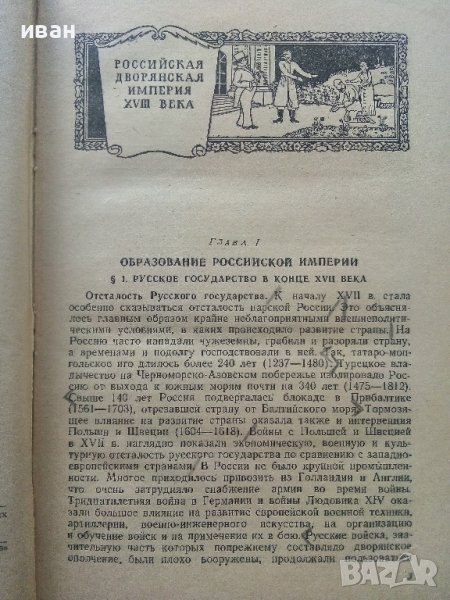 иван
РОССИЙСКАЯ
ДВОРЯНСКАЯ
ИМПЕРИЯ
XVIII ВЕКА
Глава I
ОБРАЗОВАНИЕ РОССИЙСКОЙ ИМПЕРИИ
§ 1. РУССКОЕ ГОСУДАРСТВО В КОНЦЕ XVII ВЕКА
Отсталость Русского государства. К началу XVII в. стала
особенно сказываться отсталость царской России. Это объясня-
лось главным образом крайне неблагоприятными внешнеполити-
ческими условиями, в каких происходило развитие страны. На
Россию часто нападали чужеземцы, грабили и разоряли страну,
а временами и подолгу господствовали в ней. Так, татаро-мон-
гольское иго длилось более 240 лет (1237—1480). Турецкое вла-
дычество на Черноморско-Азовском побережье изолировало Рос-
сию от выхода к южным морям почти на 340 лет (1475—1812).
Свыше 140 лет Россия подвергалась блокаде в Прибалтике
(1561—1703), отрезавшей страну от Балтийского моря. Тормозя-
щее влияние на развитие страны оказала также и интервенция
Польши и Швеции (1604—1618). Войны с Польшей и Швецией
в XVII в. наглядно показали экономическую, военную и куль-
турную отсталость русского государства по сравнению с западно-
европейскими странами. В России не было крупной промышлен-
ности. Многое приходилось привозить из Голландии и Англии,
что очень затрудняло снабжение армии во время войны.
Тридцатилетняя война в Германии и войны Людовика XIV ока-
зали большое влияние на развитие европейской военной техники,
артиллерии, военно-инженерного искусства, на организацию
и обучение войск и на применение их в бою. Русские войска, зна-
чительную часть которых попрежнему составляло дворянское
ополчение, были плохо вооружены, продолжали пользоваться
bazar.bg